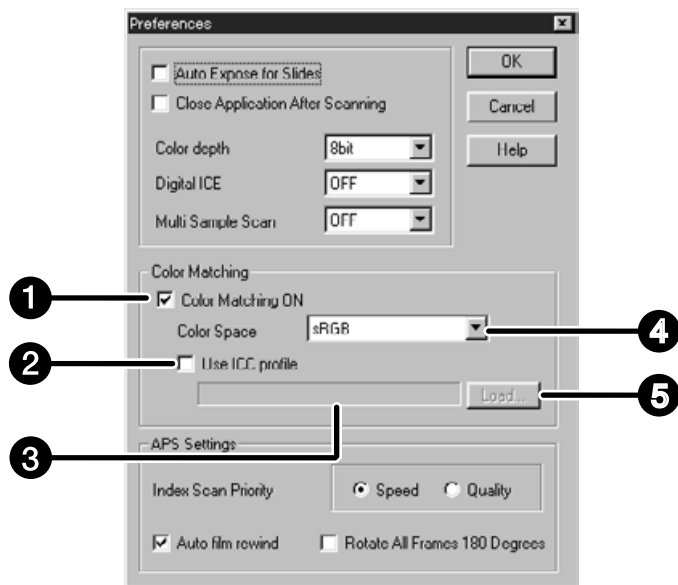 Preferences
Auto Expose for Slides
OK
Close Application After Scanning
Cancel
Color depth 8bit
Help
Digital ICE OFF
Multi Sample Scan OFF
Color Matching
1 Color Matching ON
Color Space sRGB 4
2 Use ICC profile
Load... 5
3
APS Settings
Index Scan Priority Speed Quality
Auto film rewind Rotate All Frames 180 Degrees